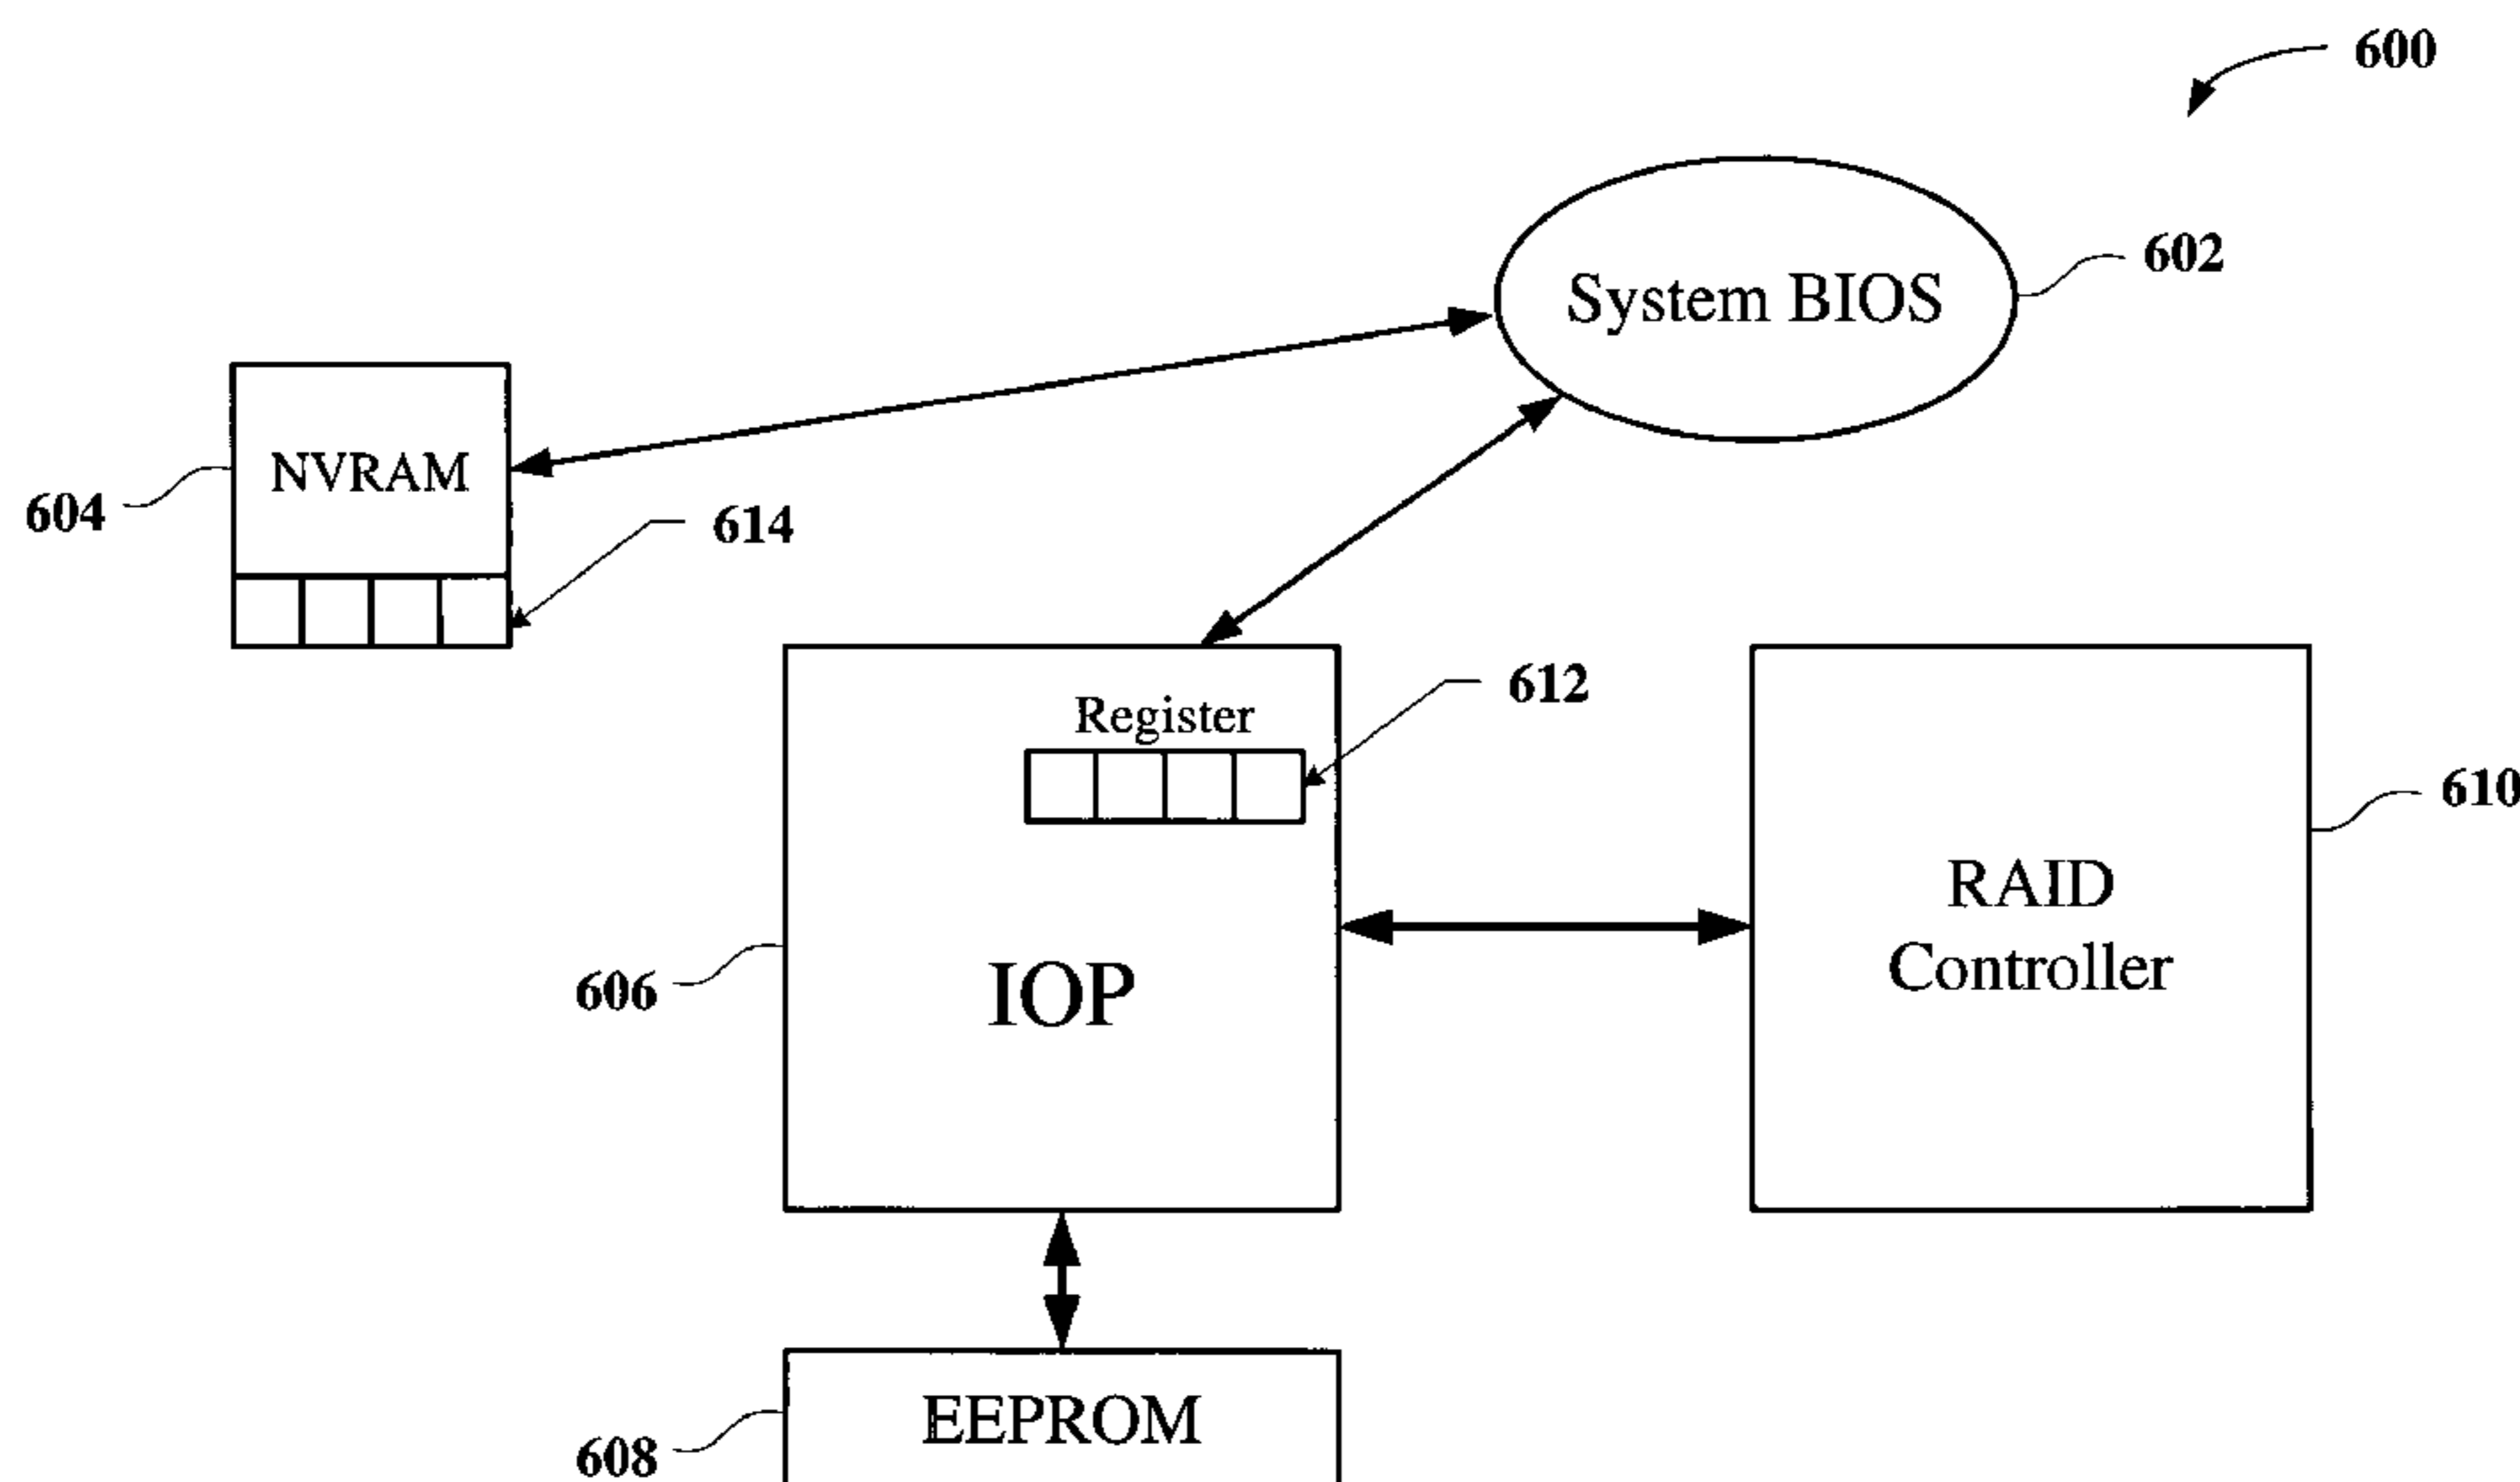 600
System BIOS
602
NVRAM
604
614
Register
612
610
RAID
Controller
IOP
606
EEPROM
608